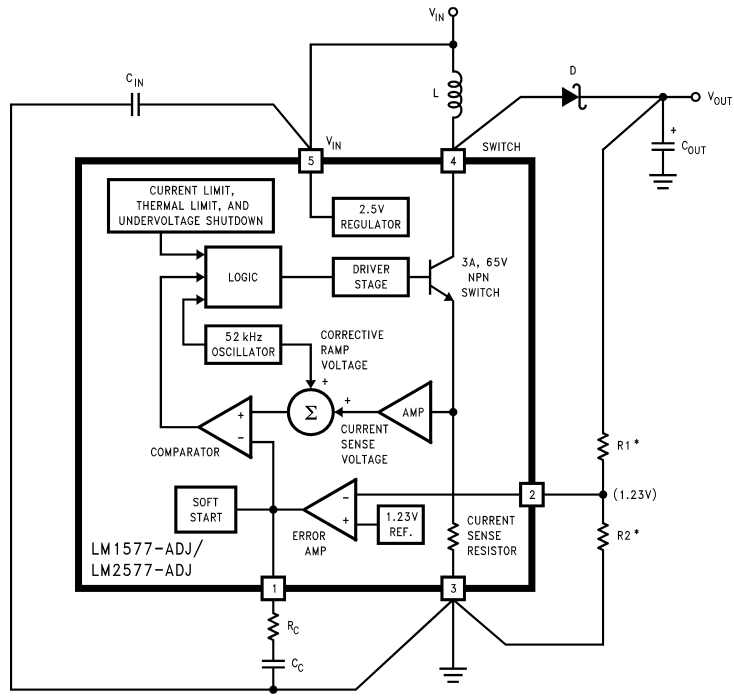 V_IN
C_IN
L
D
V_OUT
+
C_OUT
V_IN
5
4
SWITCH
CURRENT LIMIT,
THERMAL LIMIT, AND
UNDERVOLTAGE SHUTDOWN
2.5V
REGULATOR
LOGIC
DRIVER
STAGE
3A, 65V
NPN
SWITCH
52 kHz
OSCILLATOR
CORRECTIVE
RAMP
VOLTAGE
+
Σ
+
AMP
CURRENT
SENSE
VOLTAGE
+
−
COMPARATOR
R1 *
2
(1.23V)
R2 *
SOFT
START
−
+
ERROR
AMP
1.23V
REF.
CURRENT
SENSE
RESISTOR
LM1577-ADJ/
LM2577-ADJ
1
3
R_C
C_C